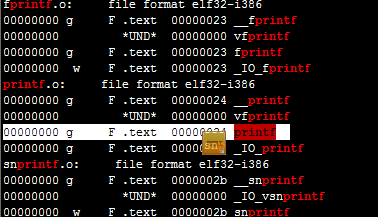 fprintf.o:     file format elf32-i386
00000000 g     F .text  00000023 __fprintf
00000000         *UND*  00000000 vfprintf
00000000 g     F .text  00000023 fprintf
00000000  w    F .text  00000023 _IO_fprintf
printf.o:     file format elf32-i386
00000000 g     F .text  00000024 __printf
00000000         *UND*  00000000 vfprintf
00000000 g     F .text  00000024 printf
00000000 g     F .text  00000024 _IO_printf
snprintf.o:     file format elf32-i386
00000000 g     F .text  0000002b __snprintf
00000000         *UND*  00000000 _IO_vsnprintf
00000000  w    F .text  0000002b snprintf